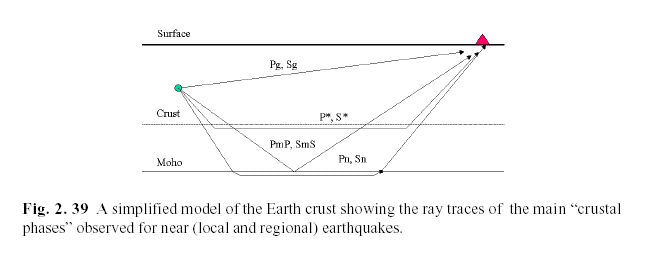 Surface
Pg, Sg
Crust
P*, S*
PmP, SmS
Pn, Sn
Moho
Fig. 2. 39 A simplified model of the Earth crust showing the ray traces of the main “crustal
phases” observed for near (local and regional) earthquakes.